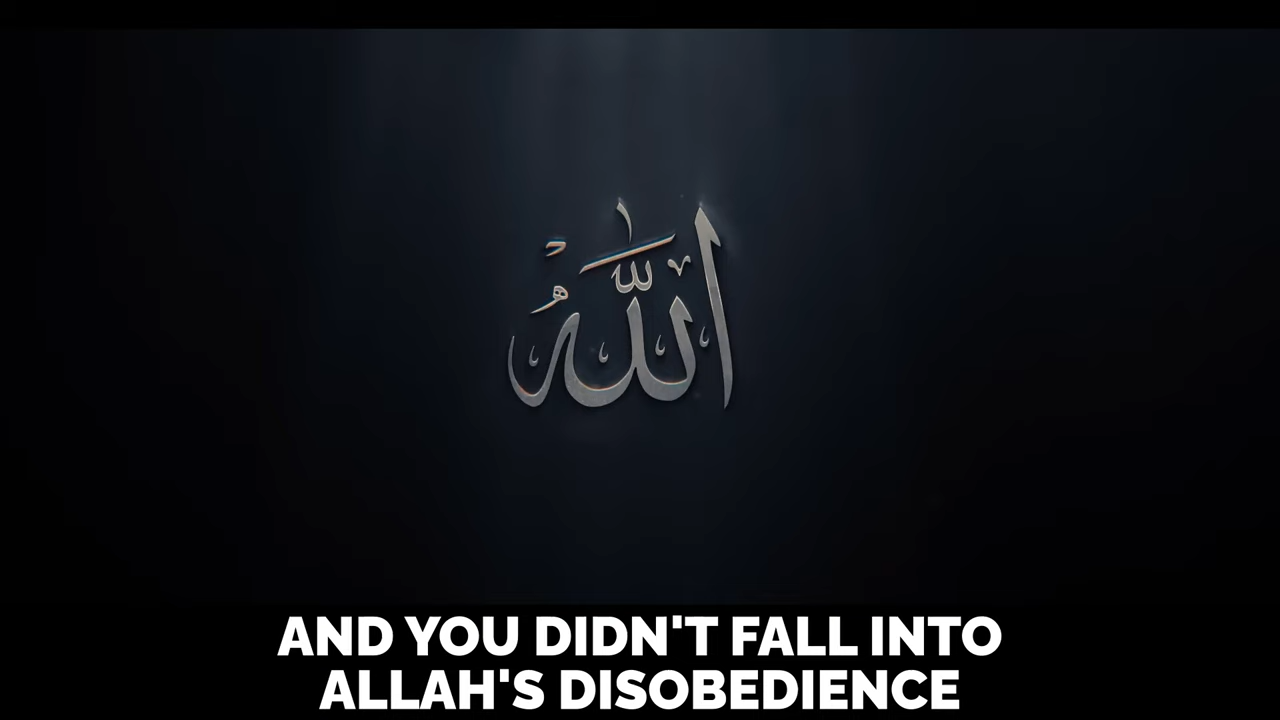 الله
AND YOU DIDN'T FALL INTO
ALLAH'S DISOBEDIENCE